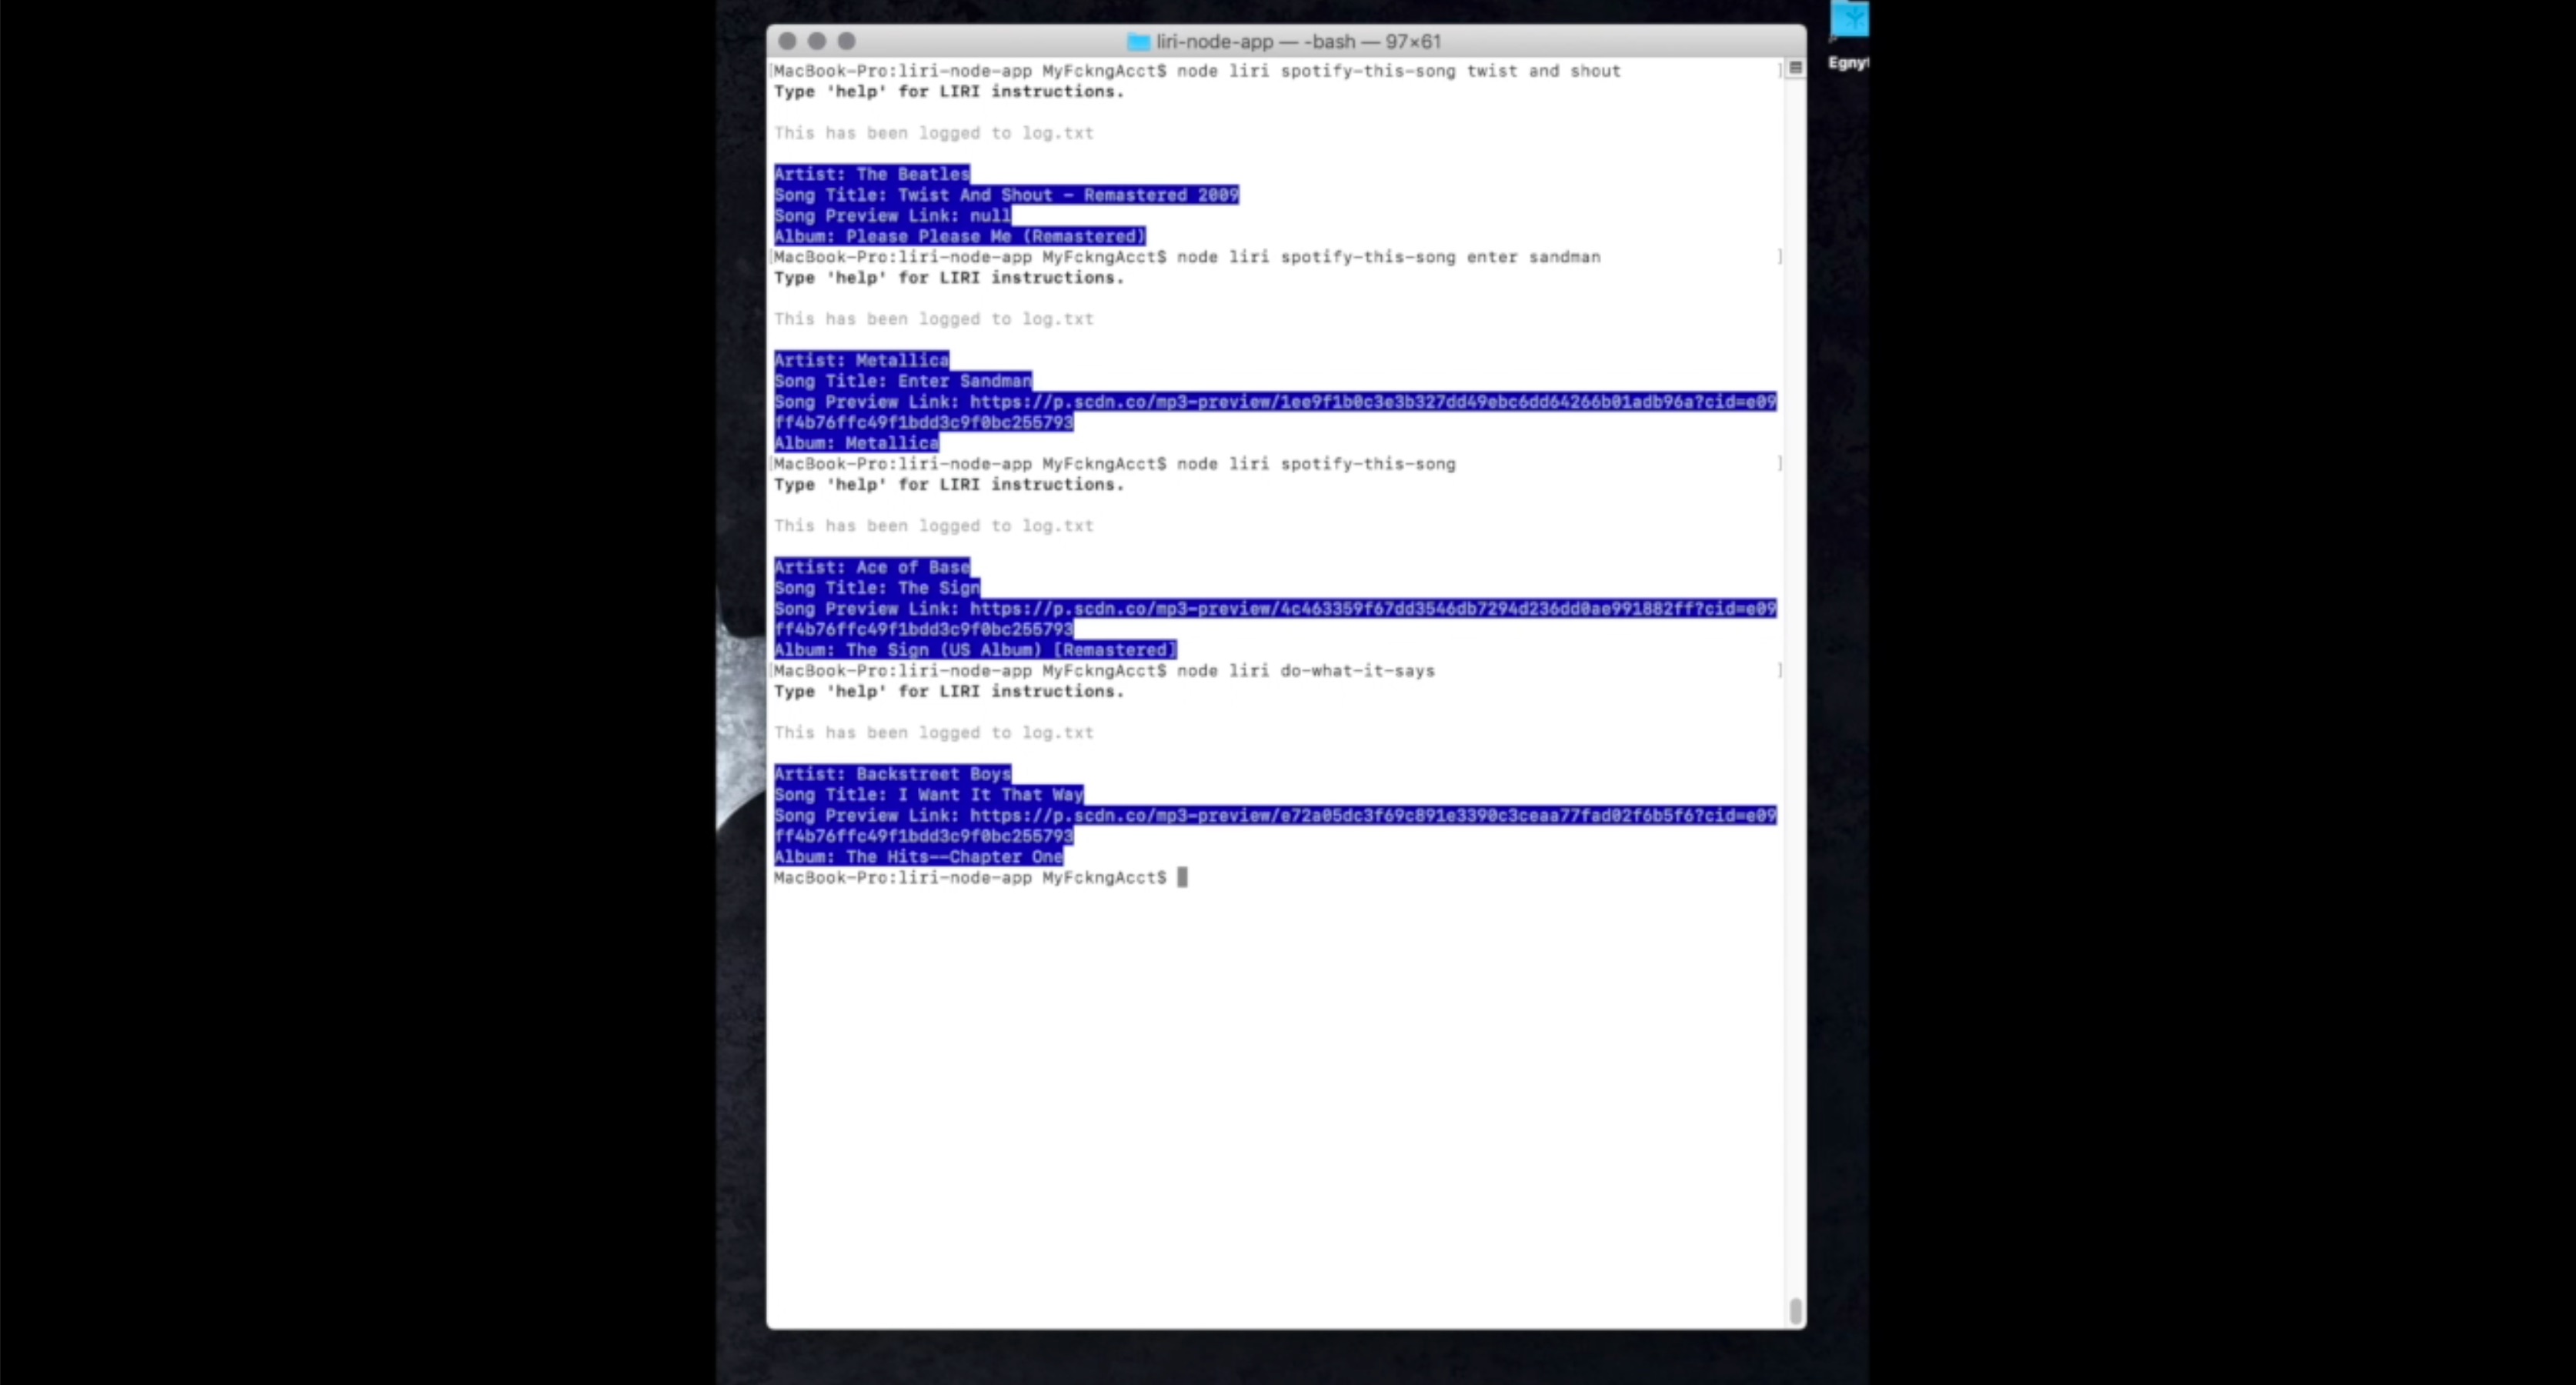 liri-node-app — -bash — 97×61
Egnyt
[MacBook-Pro:liri-node-app MyFckngAcct$ node liri spotify-this-song twist and shout ]
Type 'help' for LIRI instructions.
This has been logged to log.txt
Artist: The Beatles
Song Title: Twist And Shout - Remastered 2009
Song Preview Link: null
Album: Please Please Me (Remastered)
[MacBook-Pro:liri-node-app MyFckngAcct$ node liri spotify-this-song enter sandman ]
Type 'help' for LIRI instructions.
This has been logged to log.txt
Artist: Metallica
Song Title: Enter Sandman
Song Preview Link: https://p.scdn.co/mp3-preview/1ee9f1b0c3e3b327dd49ebc6dd64266b01adb96a?cid=e09
ff4b76ffc49f1bdd3c9f0bc255793
Album: Metallica
[MacBook-Pro:liri-node-app MyFckngAcct$ node liri spotify-this-song ]
Type 'help' for LIRI instructions.
This has been logged to log.txt
Artist: Ace of Base
Song Title: The Sign
Song Preview Link: https://p.scdn.co/mp3-preview/4c463359f67dd3546db7294d236dd0ae991882ff?cid=e09
ff4b76ffc49f1bdd3c9f0bc255793
Album: The Sign (US Album) [Remastered]
[MacBook-Pro:liri-node-app MyFckngAcct$ node liri do-what-it-says ]
Type 'help' for LIRI instructions.
This has been logged to log.txt
Artist: Backstreet Boys
Song Title: I Want It That Way
Song Preview Link: https://p.scdn.co/mp3-preview/e72a05dc3f69c891e3390c3ceaa77fad02f6b5f6?cid=e09
ff4b76ffc49f1bdd3c9f0bc255793
Album: The Hits--Chapter One
MacBook-Pro:liri-node-app MyFckngAcct$